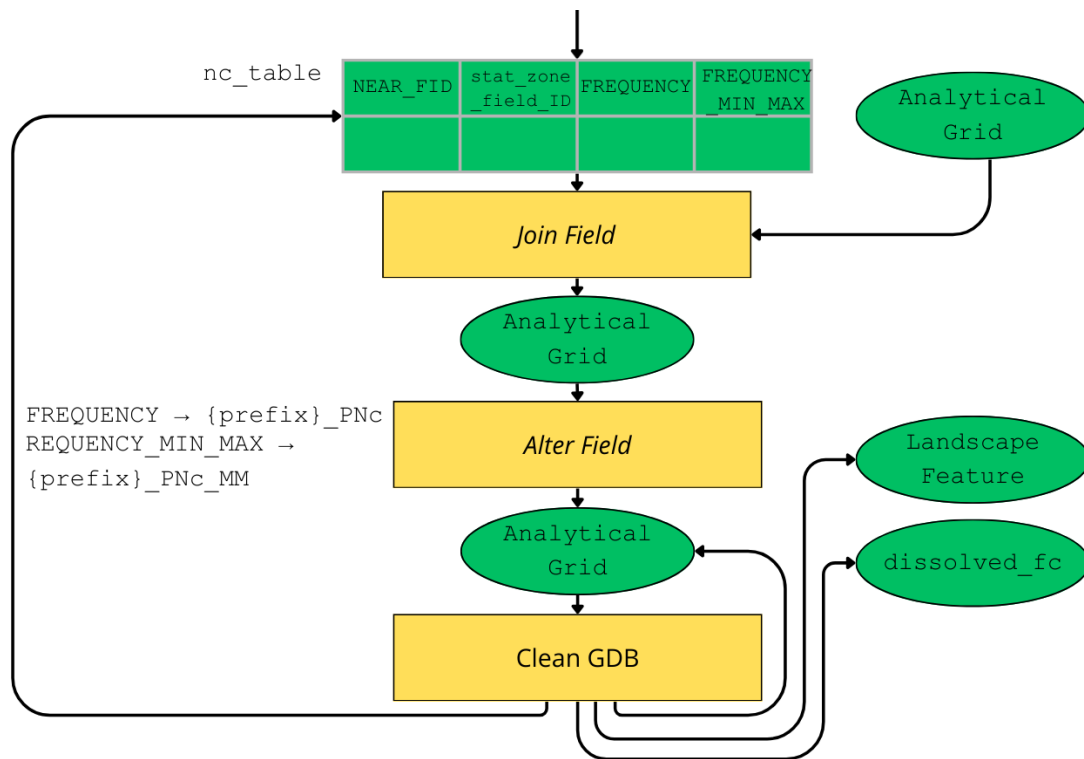 nc_table
NEAR_FID
stat_zone
_field_ID
FREQUENCY
FREQUENCY
_MIN_MAX
Analytical
Grid
Join Field
Analytical
Grid
FREQUENCY → {prefix}_PNc
REQUENCY_MIN_MAX →
{prefix}_PNc_MM
Alter Field
Landscape
Feature
Analytical
Grid
dissolved_fc
Clean GDB